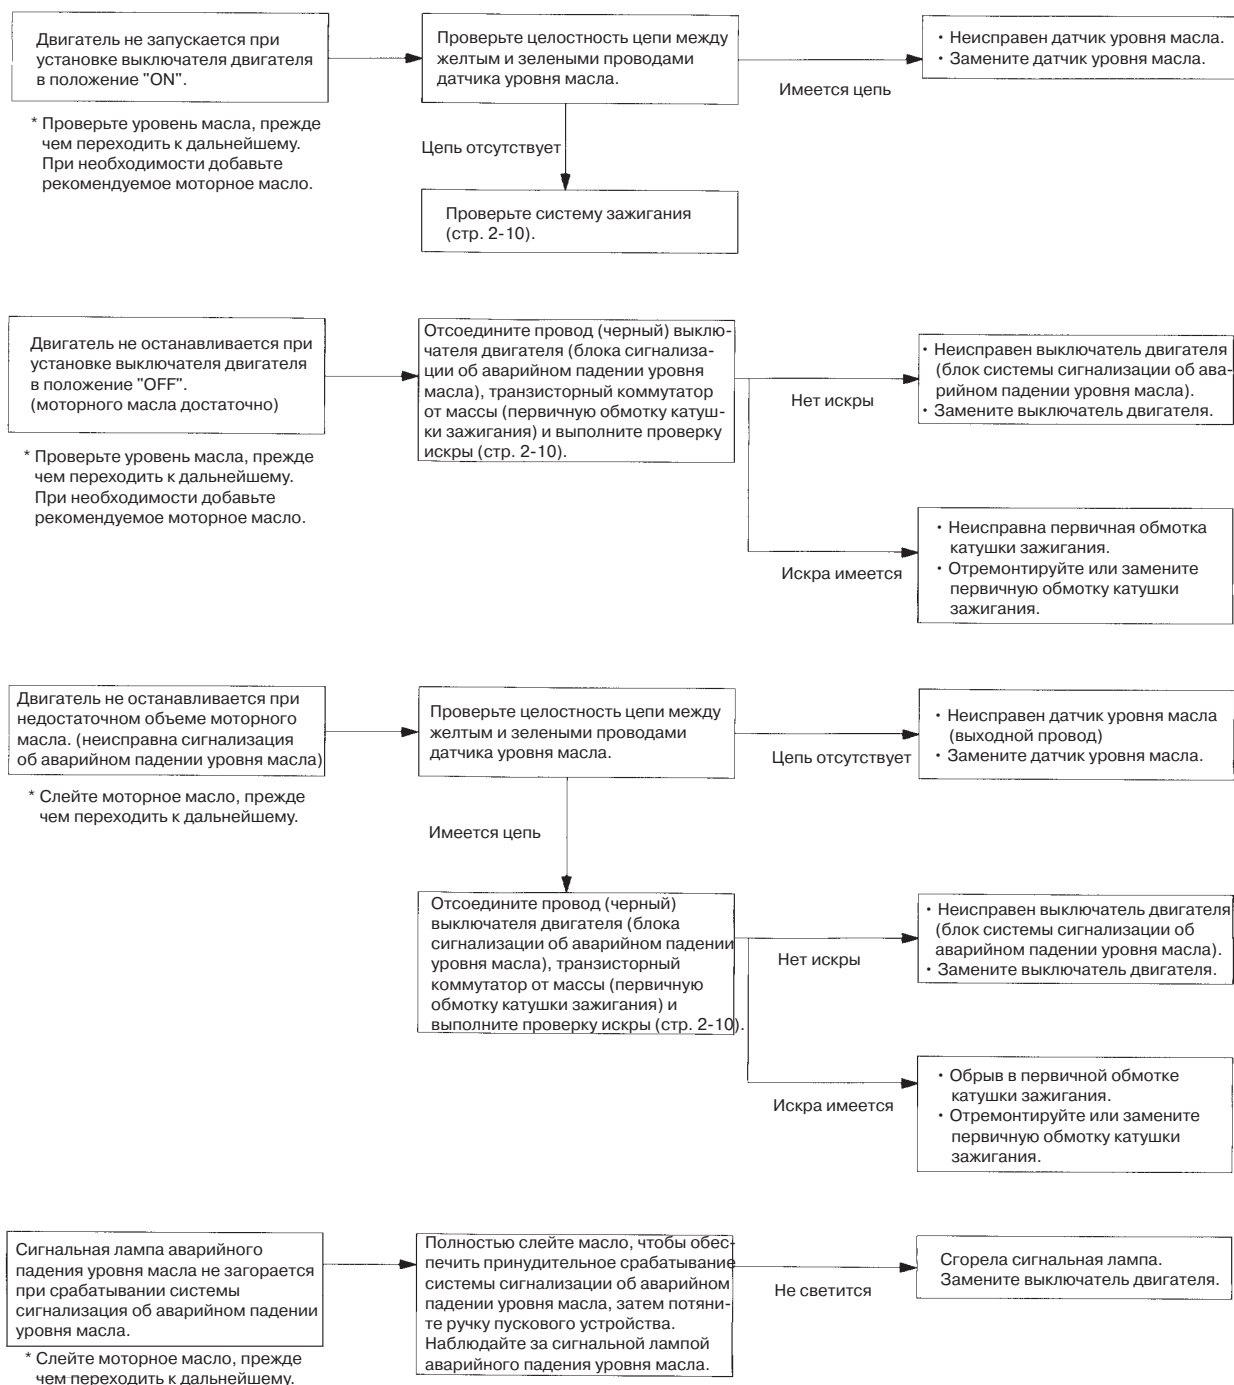 Двигатель не запускается при
установке выключателя двигателя
в положение "ON".
* Проверьте уровень масла, прежде
чем переходить к дальнейшему.
При необходимости добавьте
рекомендуемое моторное масло.
Проверьте целостность цепи между
желтым и зелеными проводами
датчика уровня масла.
Имеется цепь
• Неисправен датчик уровня масла.
• Замените датчик уровня масла.
Цепь отсутствует
Проверьте систему зажигания
(стр. 2-10).
Двигатель не останавливается при
установке выключателя двигателя
в положение "OFF".
(моторного масла достаточно)
* Проверьте уровень масла, прежде
чем переходить к дальнейшему.
При необходимости добавьте
рекомендуемое моторное масло.
Отсоедините провод (черный) выклю-
чателя двигателя (блока сигнализа-
ции об аварийном падении уровня
масла), транзисторный коммутатор
от массы (первичную обмотку катуш-
ки зажигания) и выполните проверку
искры (стр. 2-10).
Нет искры
• Неисправен выключатель двигателя
(блок системы сигнализации об ава-
рийном падении уровня масла).
• Замените выключатель двигателя.
Искра имеется
• Неисправна первичная обмотка
катушки зажигания.
• Отремонтируйте или замените
первичную обмотку катушки
зажигания.
Двигатель не останавливается при
недостаточном объеме моторного
масла. (неисправна сигнализация
об аварийном падении уровня масла)
* Слейте моторное масло, прежде
чем переходить к дальнейшему.
Проверьте целостность цепи между
желтым и зелеными проводами
датчика уровня масла.
Цепь отсутствует
• Неисправен датчик уровня масла
(выходной провод)
• Замените датчик уровня масла.
Имеется цепь
Отсоедините провод (черный)
выключателя двигателя (блока
сигнализации об аварийном падении
уровня масла), транзисторный
коммутатор от массы (первичную
обмотку катушки зажигания) и
выполните проверку искры (стр. 2-10).
Нет искры
• Неисправен выключатель двигателя
(блок системы сигнализации об
аварийном падении уровня масла).
• Замените выключатель двигателя.
Искра имеется
• Обрыв в первичной обмотке
катушки зажигания.
• Отремонтируйте или замените
первичную обмотку катушки
зажигания.
Сигнальная лампа аварийного
падения уровня масла не загорается
при срабатывании системы
сигнализация об аварийном падении
уровня масла.
* Слейте моторное масло, прежде
чем переходить к дальнейшему.
Полностью слейте масло, чтобы обес-
печить принудительное срабатывание
системы сигнализации об аварийном
падении уровня масла, затем потяни-
те ручку пускового устройства.
Наблюдайте за сигнальной лампой
аварийного падения уровня масла.
Не светится
Сгорела сигнальная лампа.
Замените выключатель двигателя.